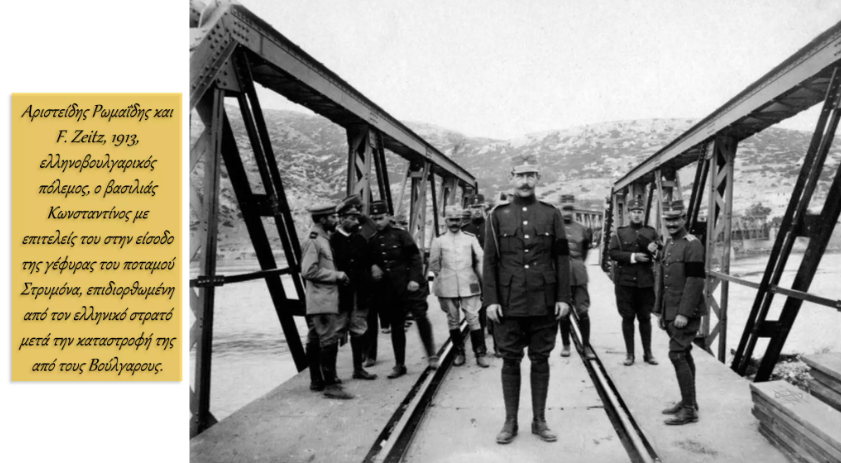 Αριστείδης Ρωμαΐδης και
F. Zeitz, 1913,
ελληνοβουλγαρικός
πόλεμος, ο βασιλιάς
Κωνσταντίνος με
επιτελείς του στην είσοδο
της γέφυρας του ποταμού
Στρυμόνα, επιδιορθωμένη
από τον ελληνικό στρατό
μετά την καταστροφή της
από τους Βούλγαρους.